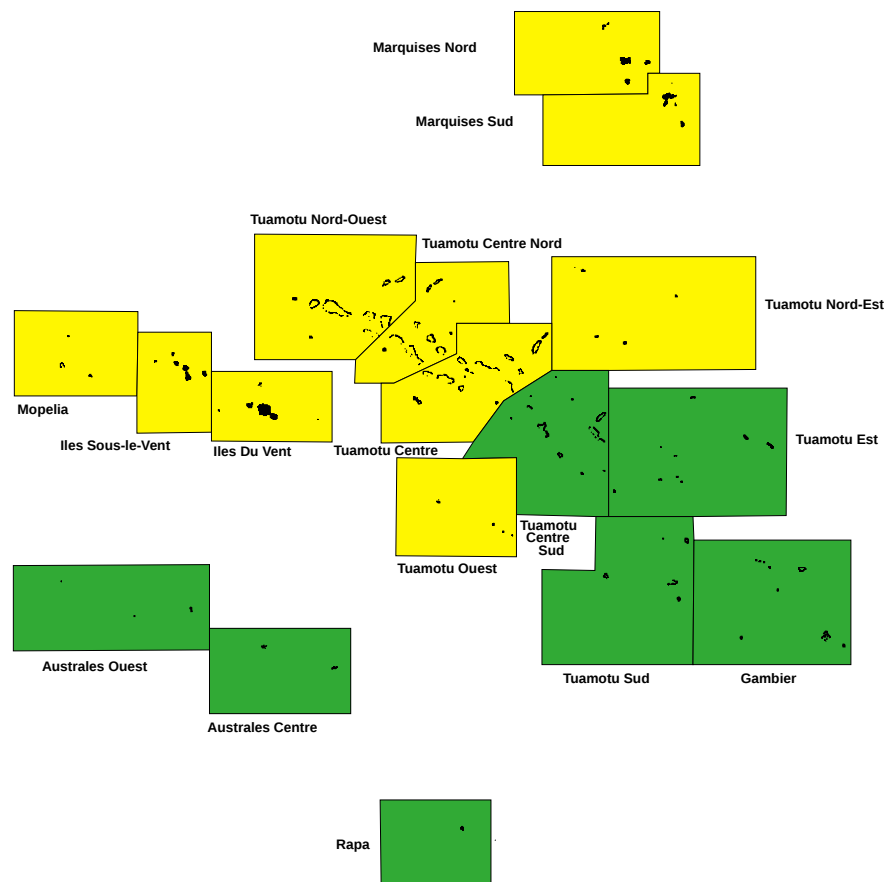 Marquises Nord
Marquises Sud
Tuamotu Nord-Ouest
Tuamotu Centre Nord
Tuamotu Nord-Est
Mopelia
Iles Sous-le-Vent
Iles Du Vent
Tuamotu Centre
Tuamotu Est
Tuamotu
Centre
Sud
Tuamotu Ouest
Australes Ouest
Tuamotu Sud
Gambier
Australes Centre
Rapa